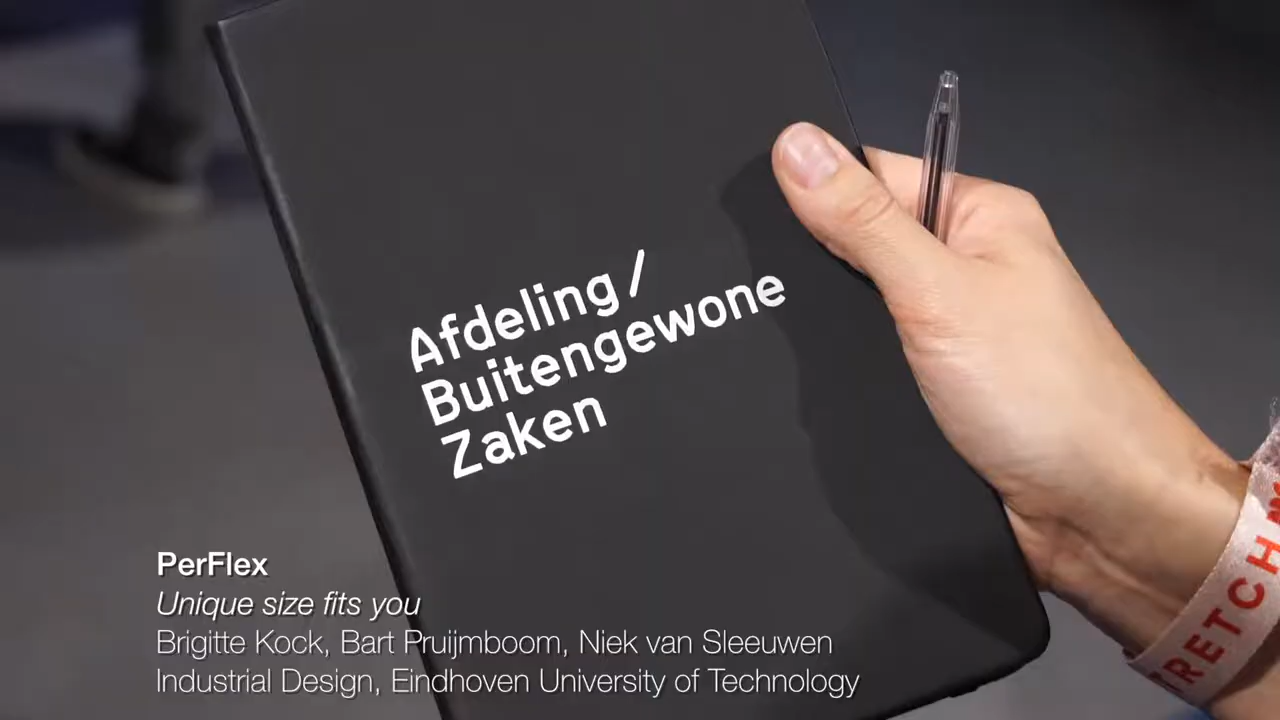 Afdeling/
Buitengewone
Zaken
PerFlex
Unique size fits you
Brigitte Kock, Bart Pruijmboom, Niek van Sleeuwen
Industrial Design, Eindhoven University of Technology